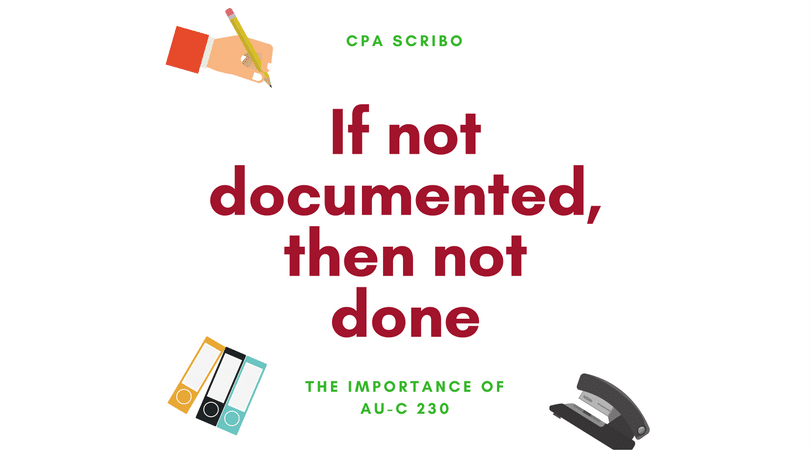 CPA SCRIBO
If not
documented,
then not
done
THE IMPORTANCE OF
AU-C 230